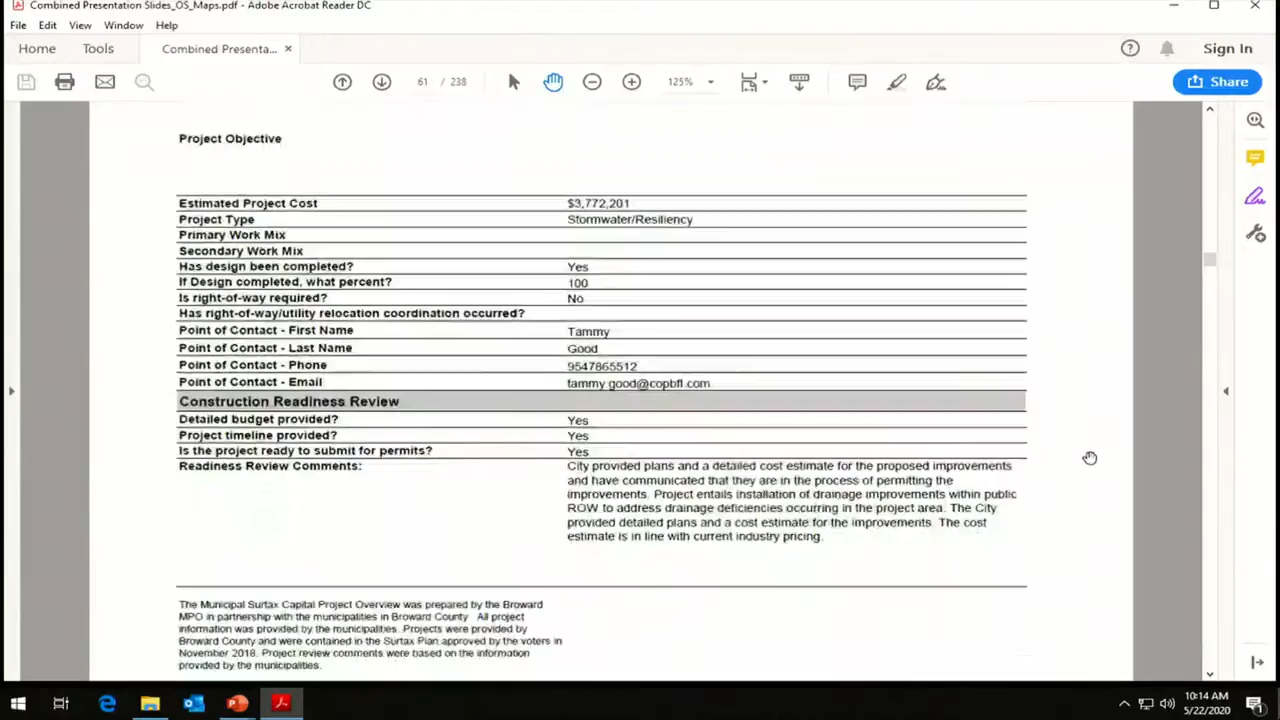 Combined Presentation Slides_OS_Maps.pdf - Adobe Acrobat Reader DC
File Edit View Window Help
Home Tools Combined Presenta... × Sign In
61 / 238 125% Share
Project Objective
Estimated Project Cost $3,772,201
Project Type Stormwater/Resiliency
Primary Work Mix
Secondary Work Mix
Has design been completed? Yes
If Design completed, what percent? 100
Is right-of-way required? No
Has right-of-way/utility relocation coordination occurred?
Point of Contact - First Name Tammy
Point of Contact - Last Name Good
Point of Contact - Phone 9547865512
Point of Contact - Email tammy.good@copbfl.com
Construction Readiness Review
Detailed budget provided? Yes
Project timeline provided? Yes
Is the project ready to submit for permits? Yes
Readiness Review Comments: City provided plans and a detailed cost estimate for the proposed improvements
and have communicated that they are in the process of permitting the
improvements. Project entails installation of drainage improvements within public
ROW to address drainage deficiencies occurring in the project area. The City
provided detailed plans and a cost estimate for the improvements. The cost
estimate is in line with current industry pricing.
The Municipal Surtax Capital Project Overview was prepared by the Broward
MPO in partnership with the municipalities in Broward County. All project
information was provided by the municipalities. Projects were provided by
Broward County and were contained in the Surtax Plan approved by the voters in
November 2018. Project review comments were based on the information
provided by the municipalities.
10:14 AM
5/22/2020
1